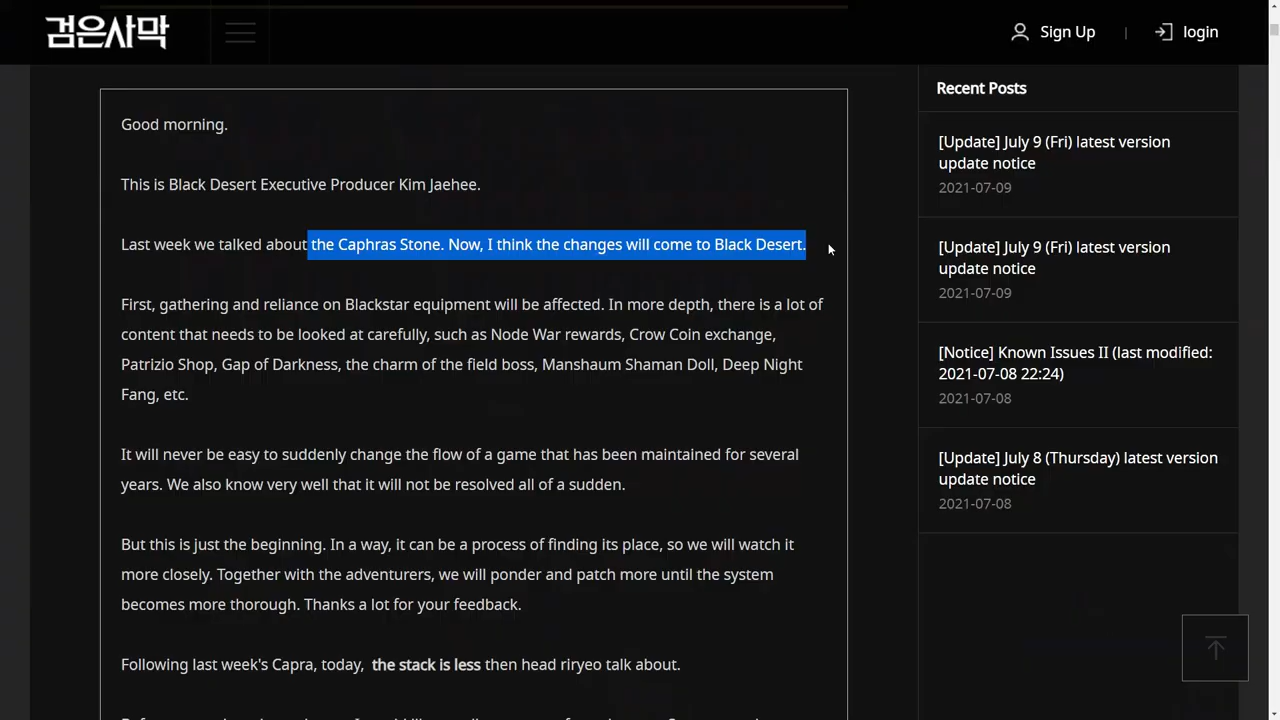 검은사막
Sign Up
|
login
Good morning.
This is Black Desert Executive Producer Kim Jaehee.
Last week we talked about the Caphras Stone. Now, I think the changes will come to Black Desert.
First, gathering and reliance on Blackstar equipment will be affected. In more depth, there is a lot of
content that needs to be looked at carefully, such as Node War rewards, Crow Coin exchange,
Patrizio Shop, Gap of Darkness, the charm of the field boss, Manshaum Shaman Doll, Deep Night
Fang, etc.
It will never be easy to suddenly change the flow of a game that has been maintained for several
years. We also know very well that it will not be resolved all of a sudden.
But this is just the beginning. In a way, it can be a process of finding its place, so we will watch it
more closely. Together with the adventurers, we will ponder and patch more until the system
becomes more thorough. Thanks a lot for your feedback.
Following last week's Capra, today, the stack is less then head riryeo talk about.
Recent Posts
[Update] July 9 (Fri) latest version
update notice
2021-07-09
[Update] July 9 (Fri) latest version
update notice
2021-07-09
[Notice] Known Issues II (last modified:
2021-07-08 22:24)
2021-07-08
[Update] July 8 (Thursday) latest version
update notice
2021-07-08